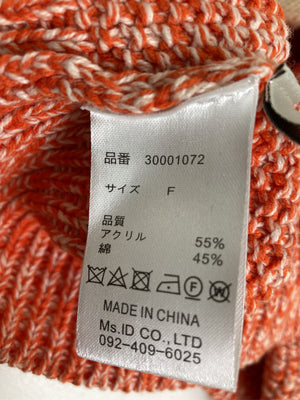 品番 30001072
サイズ F
品質
アクリル 55%
綿 45%
MADE IN CHINA
Ms.ID CO., LTD
092-409-6025